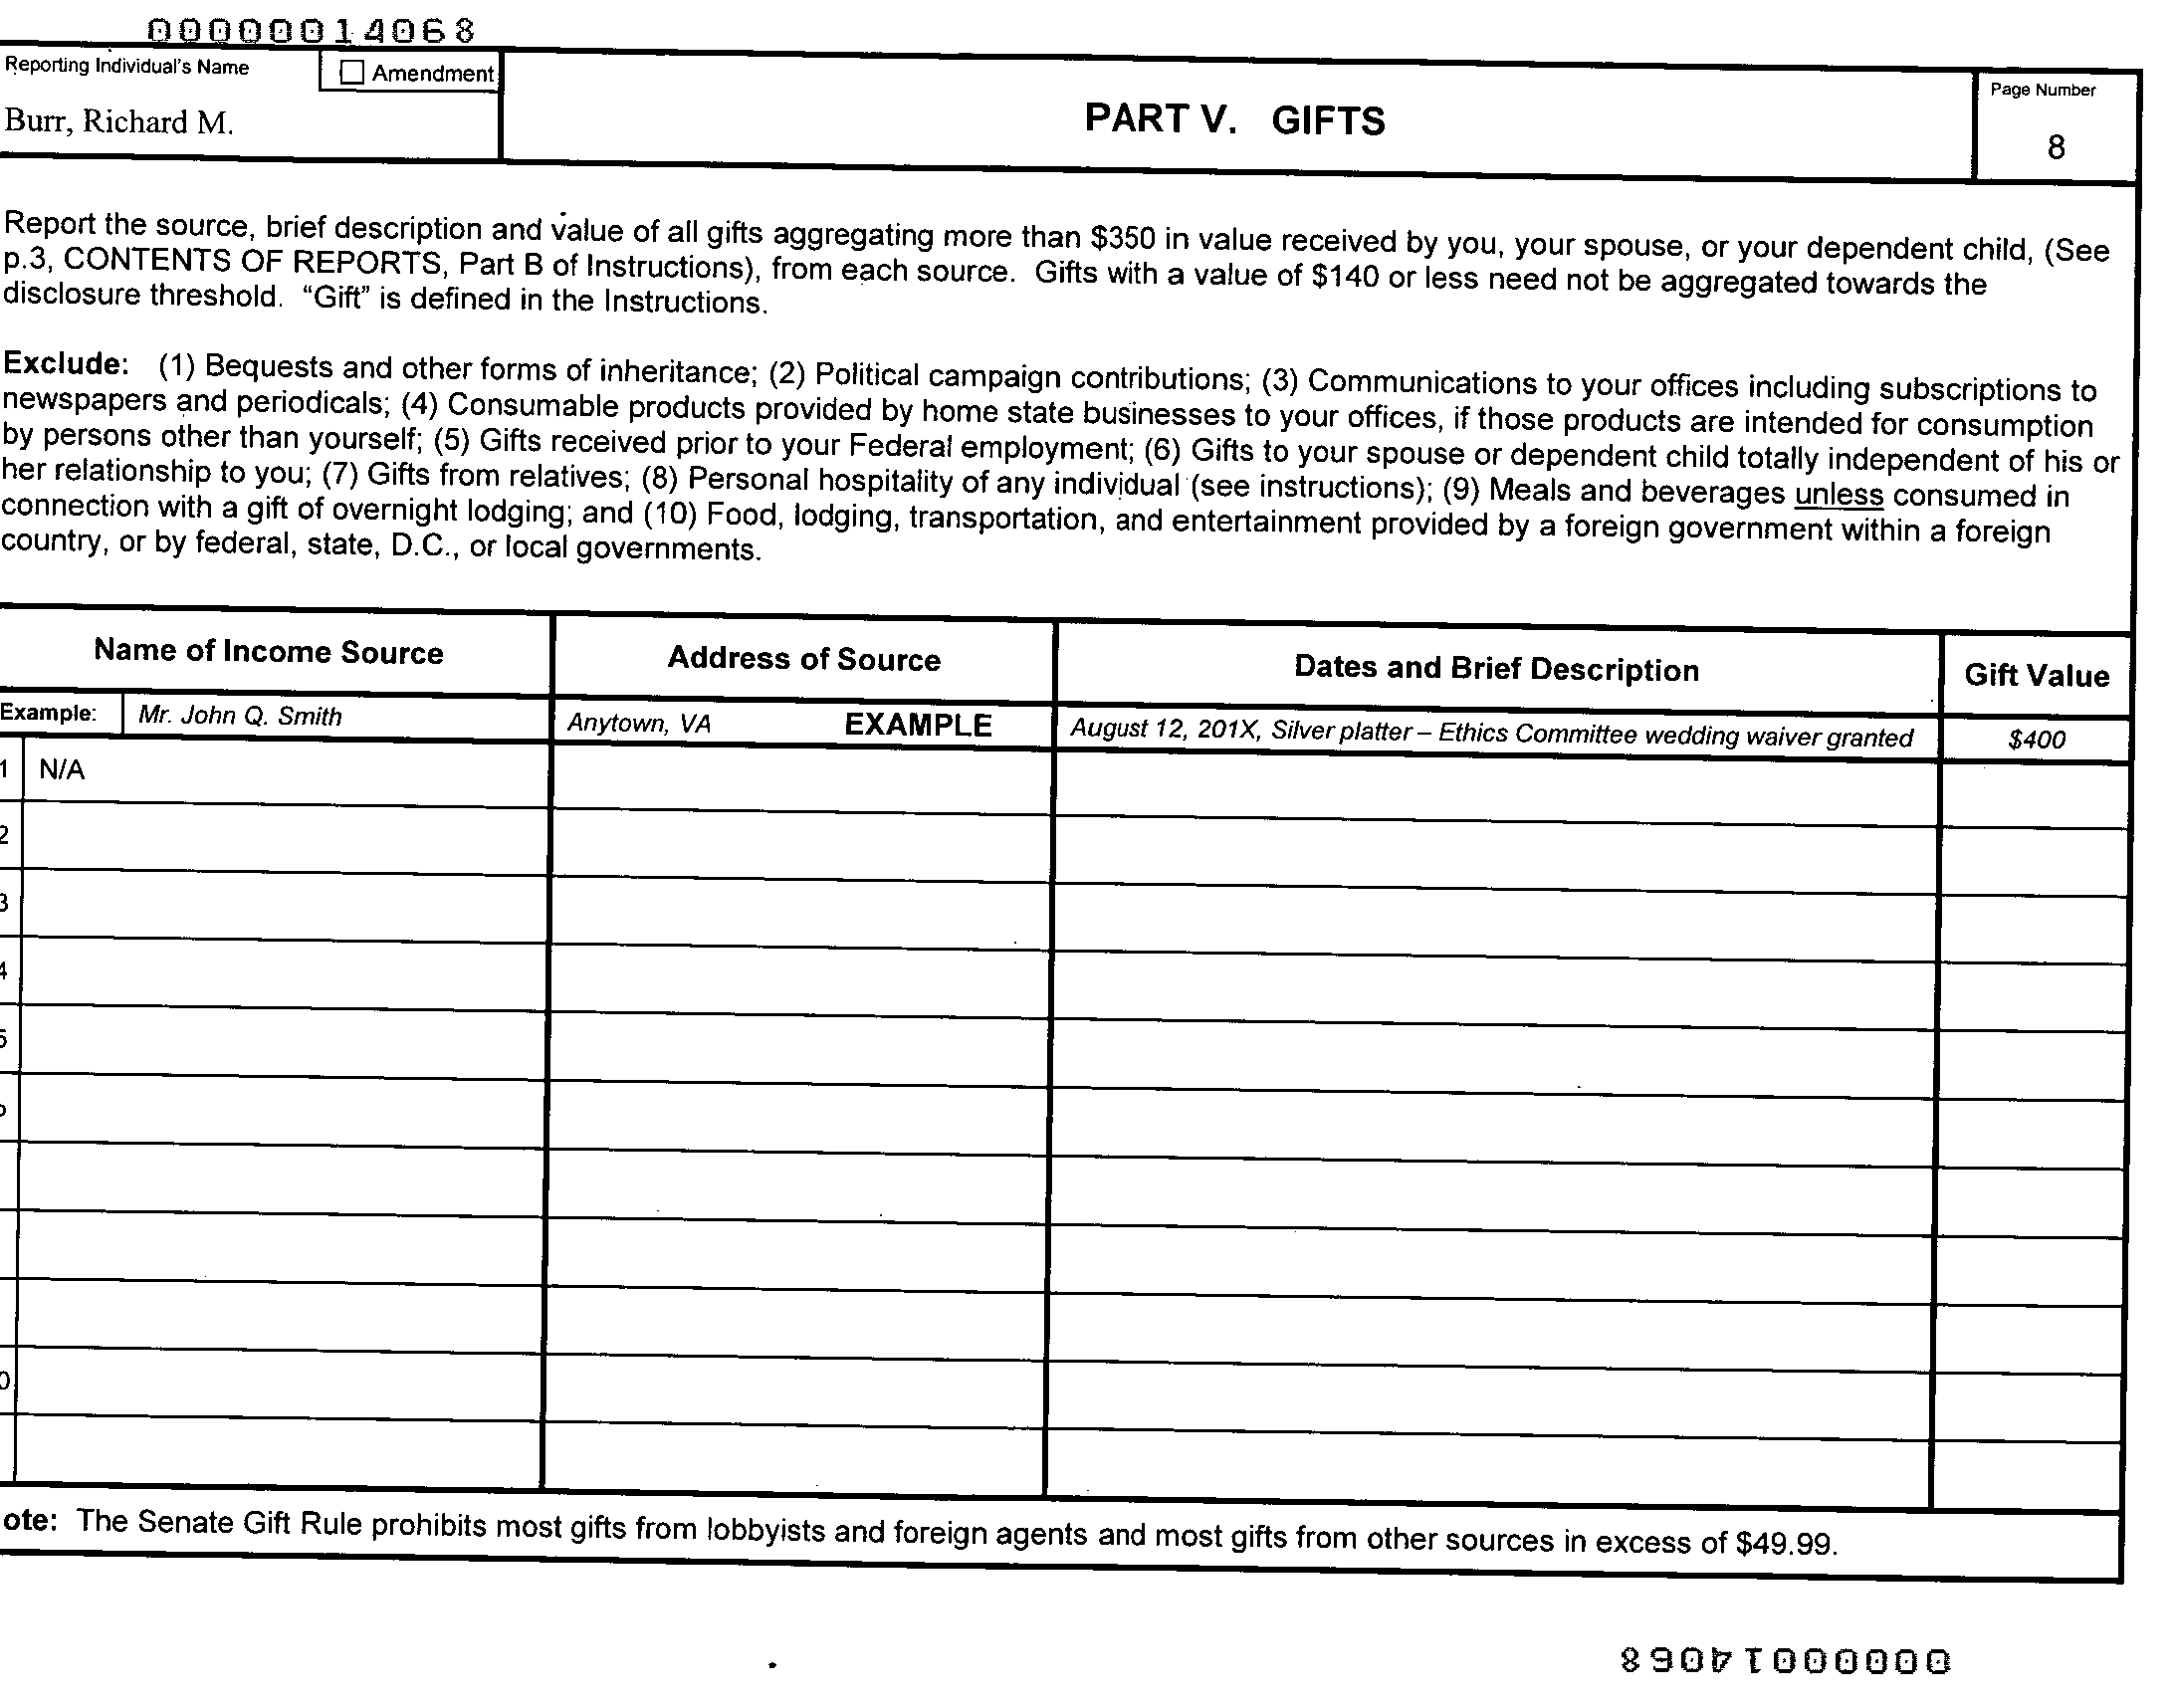 00000014068
Reporting Individual's Name
Amendment
Burr, Richard M.
PART V. GIFTS
Page Number
8
Report the source, brief description and value of all gifts aggregating more than $350 in value received by you, your spouse, or your dependent child, (See
p.3, CONTENTS OF REPORTS, Part B of Instructions), from each source. Gifts with a value of $140 or less need not be aggregated towards the
disclosure threshold. “Gift” is defined in the Instructions.
Exclude: (1) Bequests and other forms of inheritance; (2) Political campaign contributions; (3) Communications to your offices including subscriptions to
newspapers and periodicals; (4) Consumable products provided by home state businesses to your offices, if those products are intended for consumption
by persons other than yourself; (5) Gifts received prior to your Federal employment; (6) Gifts to your spouse or dependent child totally independent of his or
her relationship to you; (7) Gifts from relatives; (8) Personal hospitality of any individual (see instructions); (9) Meals and beverages unless consumed in
connection with a gift of overnight lodging; and (10) Food, lodging, transportation, and entertainment provided by a foreign government within a foreign
country, or by federal, state, D.C., or local governments.
Name of Income Source Address of Source Dates and Brief Description Gift Value
Example: Mr. John Q. Smith Anytown, VA EXAMPLE August 12, 201X, Silver platter – Ethics Committee wedding waiver granted $400
1 N/A
2
3
4
5
0
ote: The Senate Gift Rule prohibits most gifts from lobbyists and foreign agents and most gifts from other sources in excess of $49.99.
00000014068